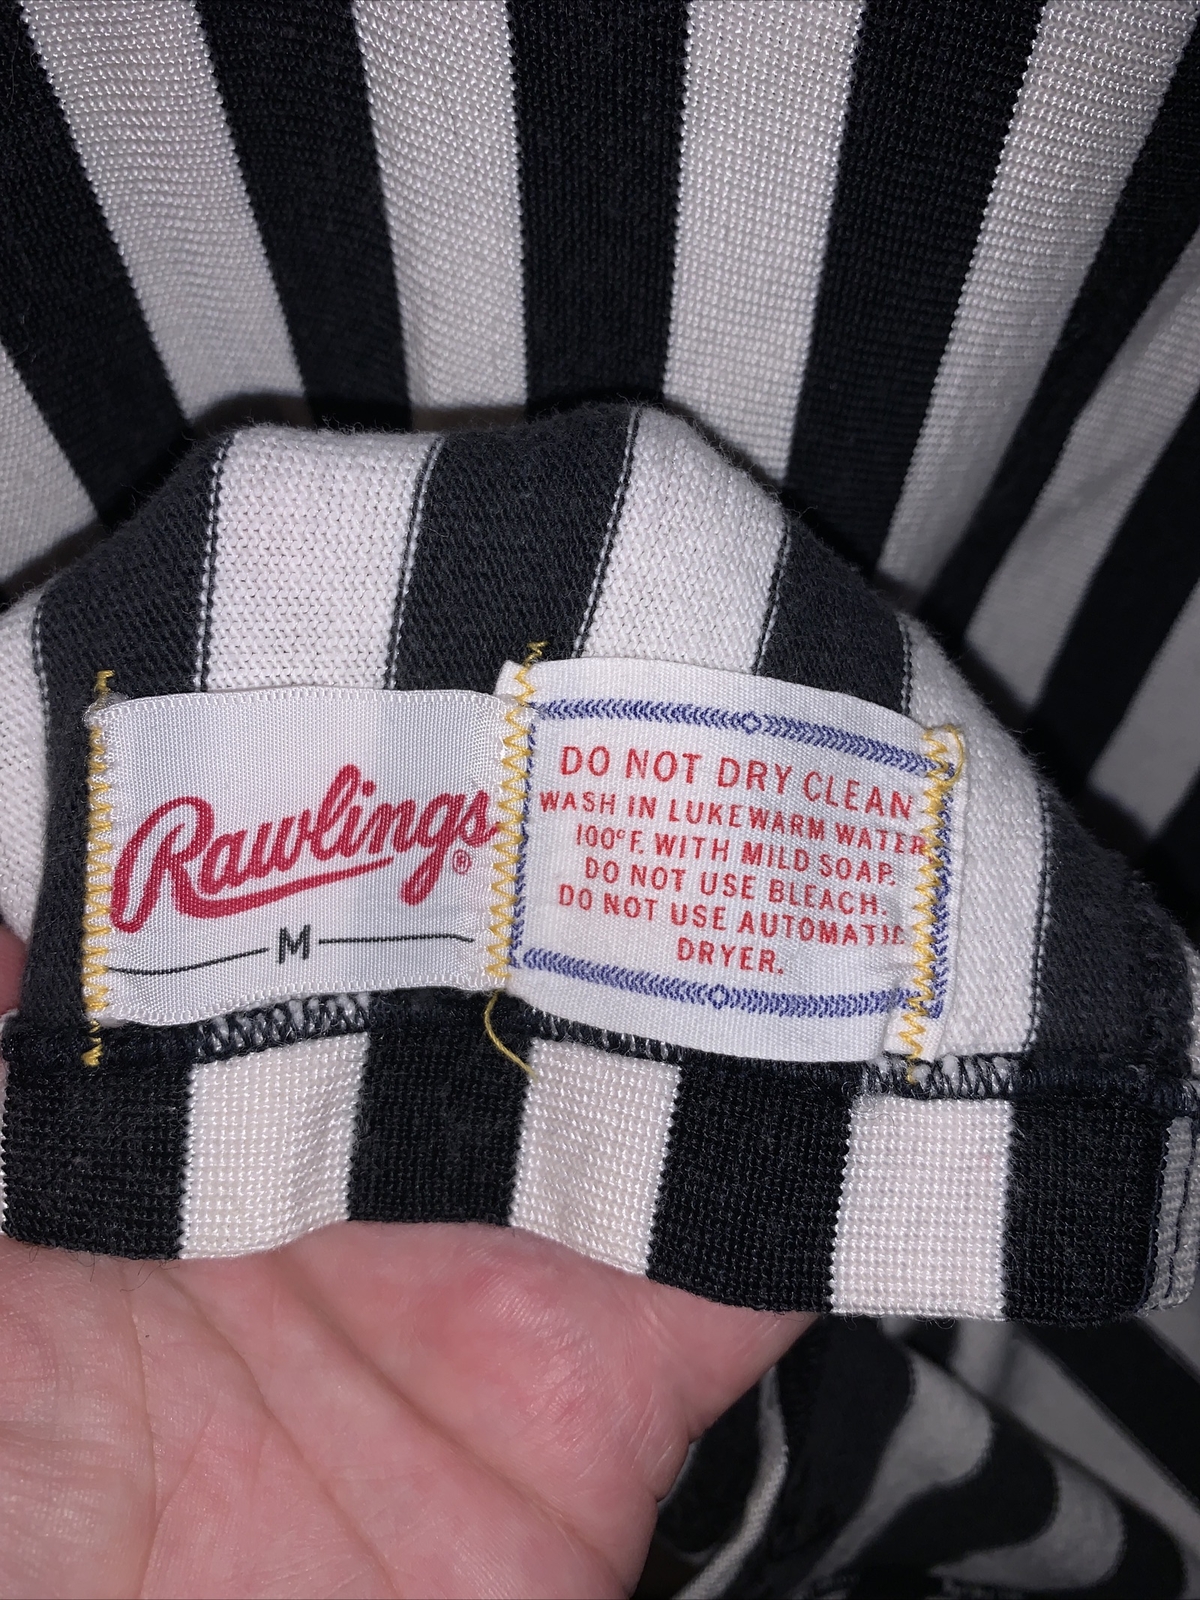 Rawlings®
M
DO NOT DRY CLEAN
WASH IN LUKEWARM WATER
100°F. WITH MILD SOAP.
DO NOT USE BLEACH.
DO NOT USE AUTOMATIC
DRYER.